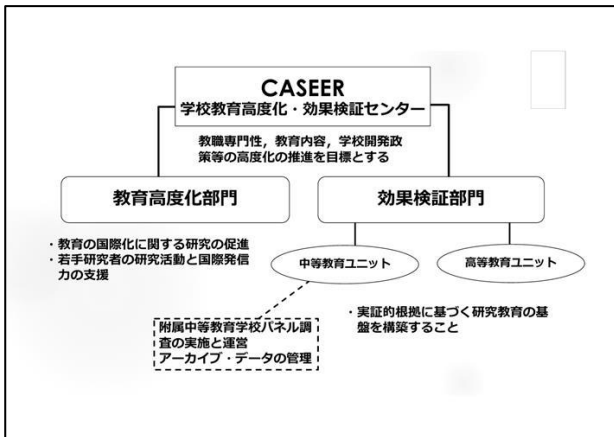 CASEER
学校教育高度化・効果検証センター
教職専門性，教育内容，学校開発政
策等の高度化の推進を目標とする
教育高度化部門
効果検証部門
・教育の国際化に関する研究の促進
・若手研究者の研究活動と国際発信
力の支援
中等教育ユニット
高等教育ユニット
・実証的根拠に基づく研究教育の基
盤を構築すること
附属中等教育学校パネル調
査の実施と運営
アーカイブ・データの管理